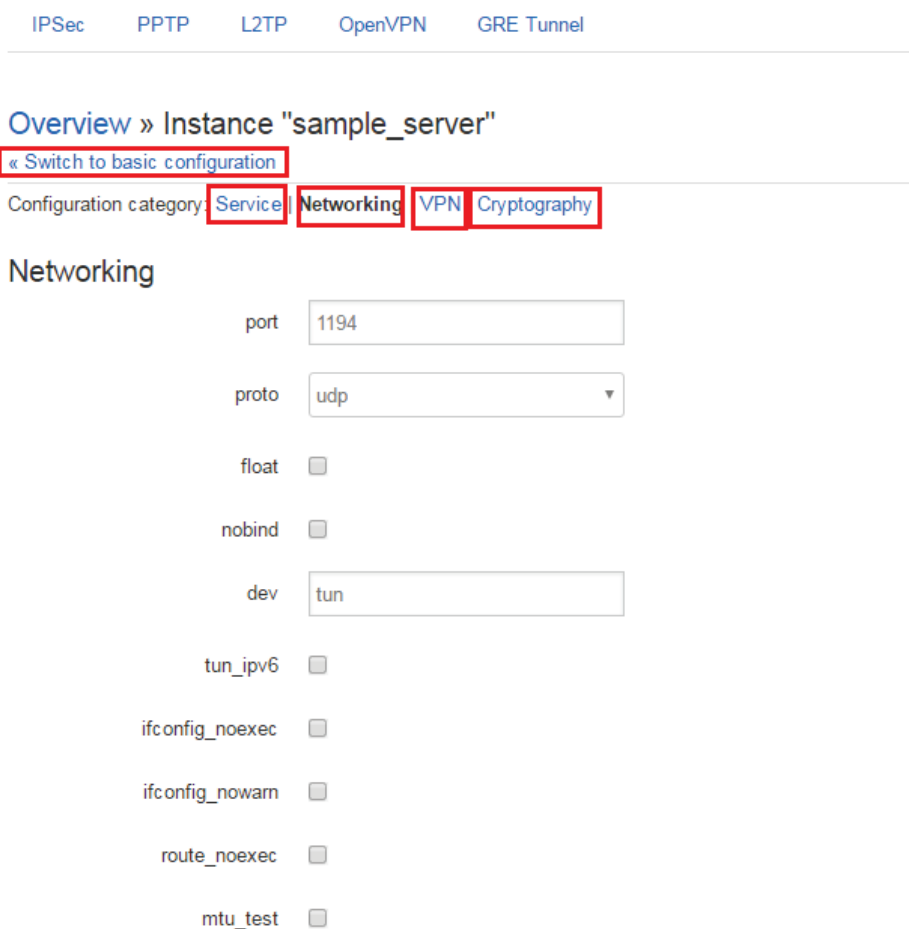 IPSec PPTP L2TP OpenVPN GRE Tunnel
Overview » Instance "sample_server"
« Switch to basic configuration
Configuration category: Service | Networking VPN Cryptography
Networking
port 1194
proto udp
float
nobind
dev tun
tun_ipv6
ifconfig_noexec
ifconfig_nowarn
route_noexec
mtu_test